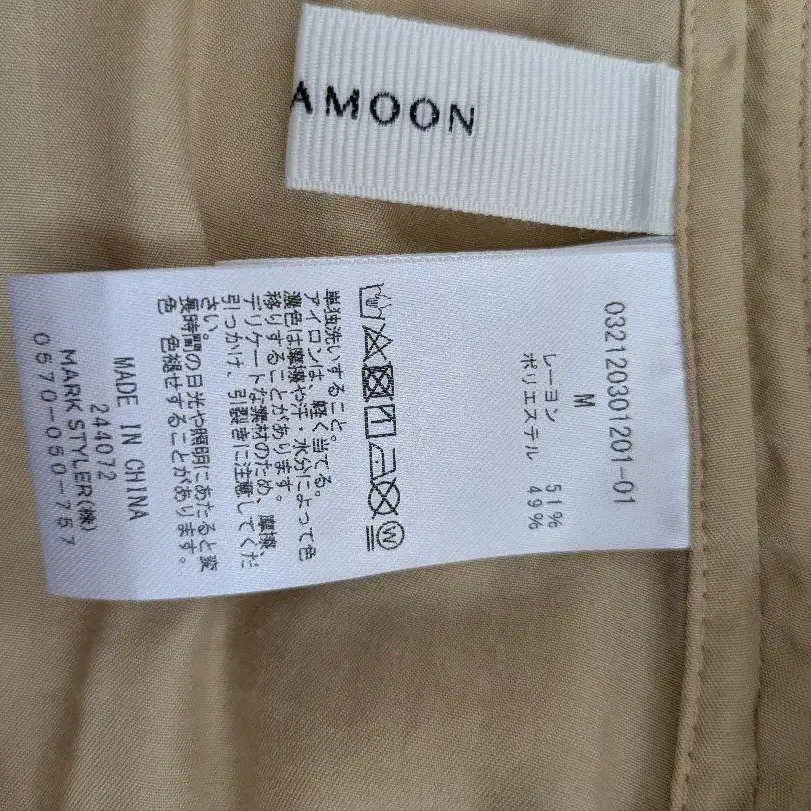 AMOON
032120301201-01
M
レーヨン 51%
ポリエステル 49%
W
単独洗いすること。
アイロンは、軽く当てる。
濃色は摩擦や汗・水分によって色
移りすることがあります。
デリケートな素材のため、摩擦、
引っかけ、引裂きに注意してくだ
さい。
長時間の日光や照明にあたると変
色・色褪せすることがあります。
MADE IN CHINA
244072
MARK STYLER(株)
0570-050-757